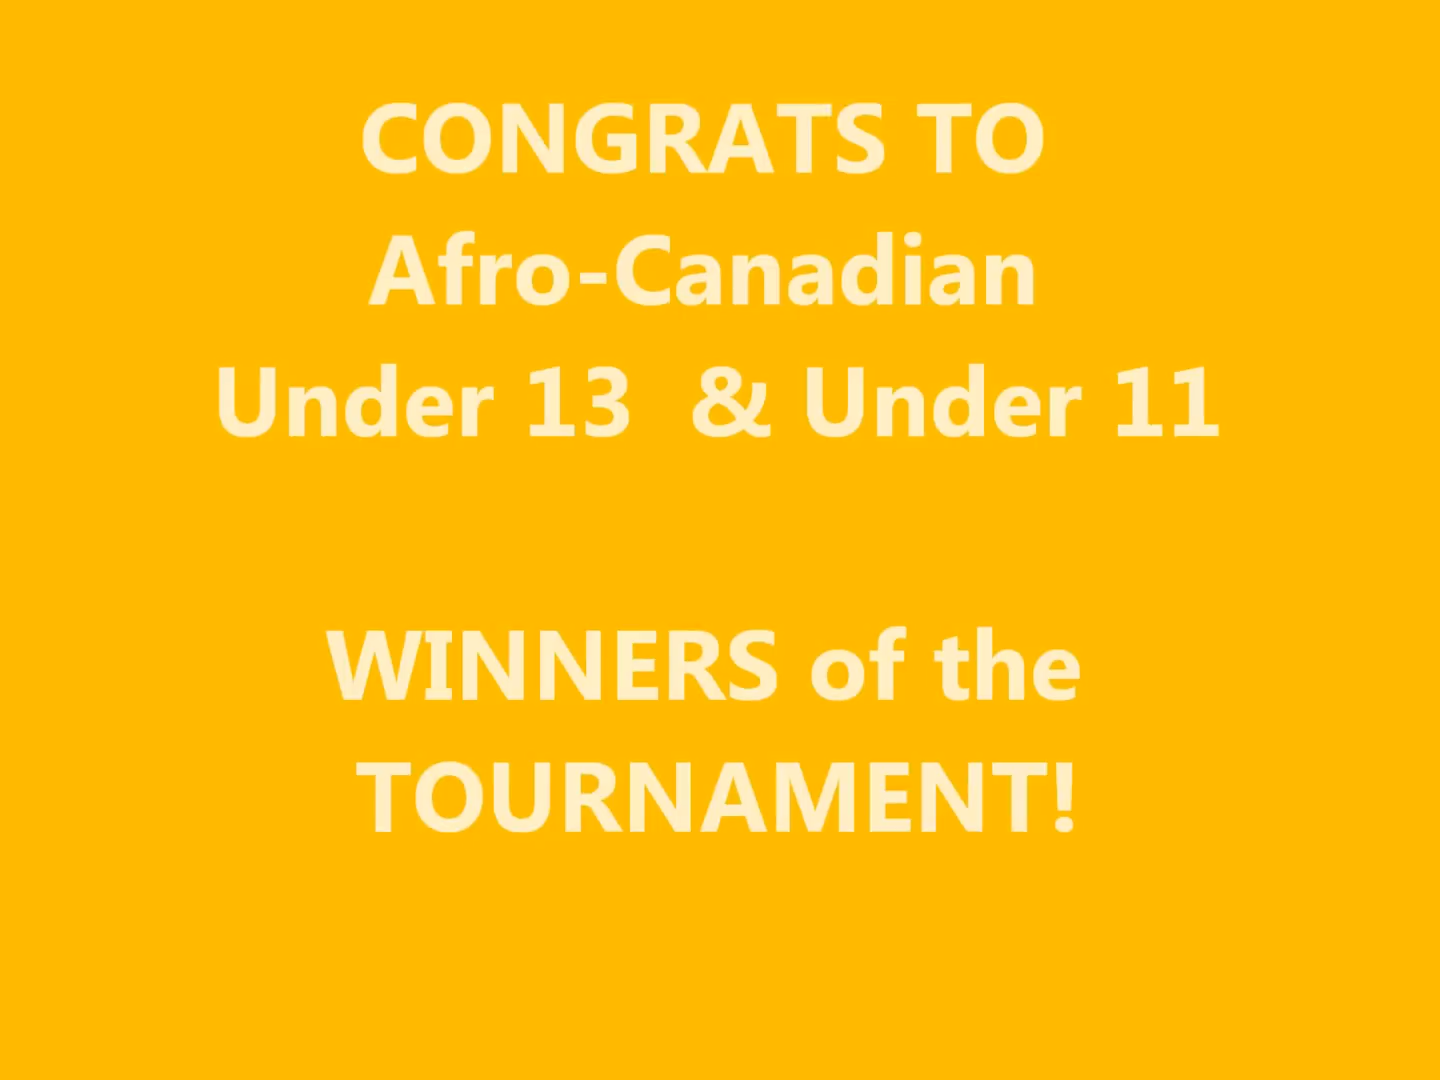 CONGRATS TO
Afro-Canadian
Under 13 & Under 11
WINNERS of the
TOURNAMENT!